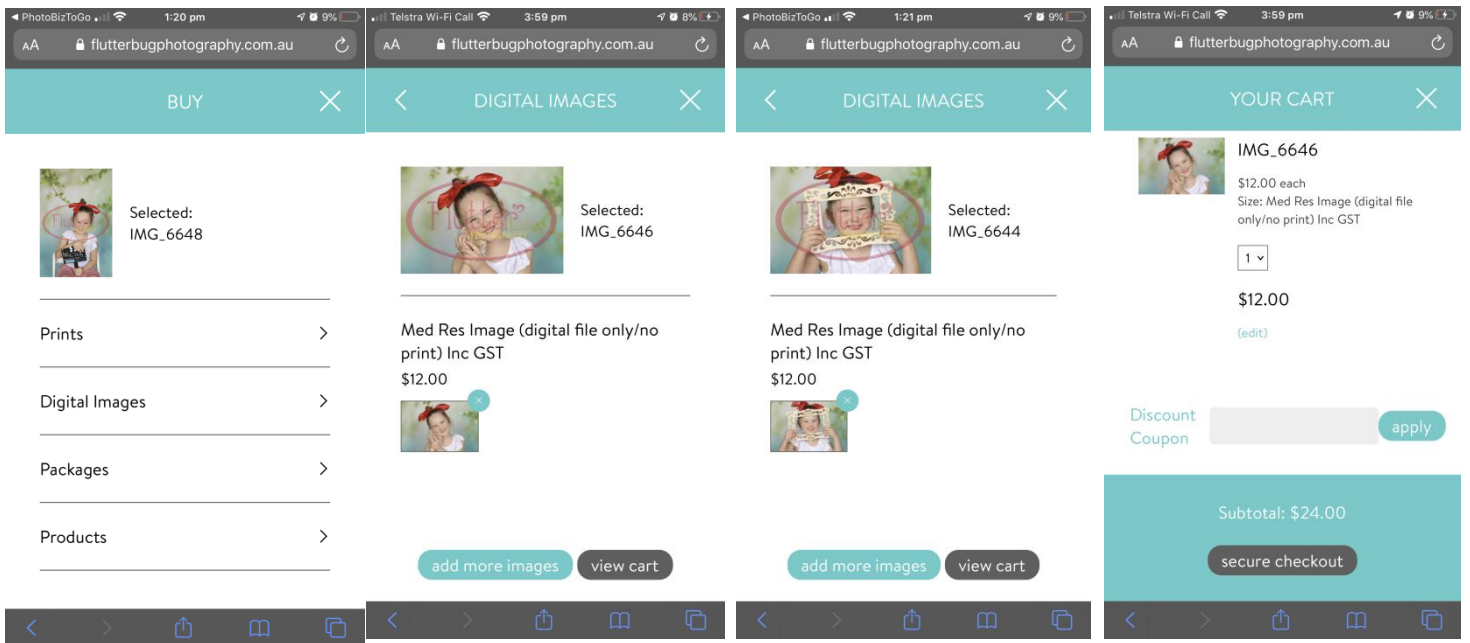 PhotoBizToGo 1:20 pm 9%
AA flutterbugphotography.com.au
BUY
Selected:
IMG_6648
Prints
Digital Images
Packages
Products
Telstra Wi-Fi Call 3:59 pm 8%
AA flutterbugphotography.com.au
DIGITAL IMAGES
Flutter
Selected:
IMG_6646
Med Res Image (digital file only/no
print) Inc GST
$12.00
add more images view cart
PhotoBizToGo 1:21 pm 9%
AA flutterbugphotography.com.au
DIGITAL IMAGES
Selected:
IMG_6644
Med Res Image (digital file only/no
print) Inc GST
$12.00
add more images view cart
Telstra Wi-Fi Call 3:59 pm 9%
AA flutterbugphotography.com.au
YOUR CART
IMG_6646
$12.00 each
Size: Med Res Image (digital file
only/no print) Inc GST
1
$12.00
(edit)
Discount
Coupon
apply
Subtotal: $24.00
secure checkout